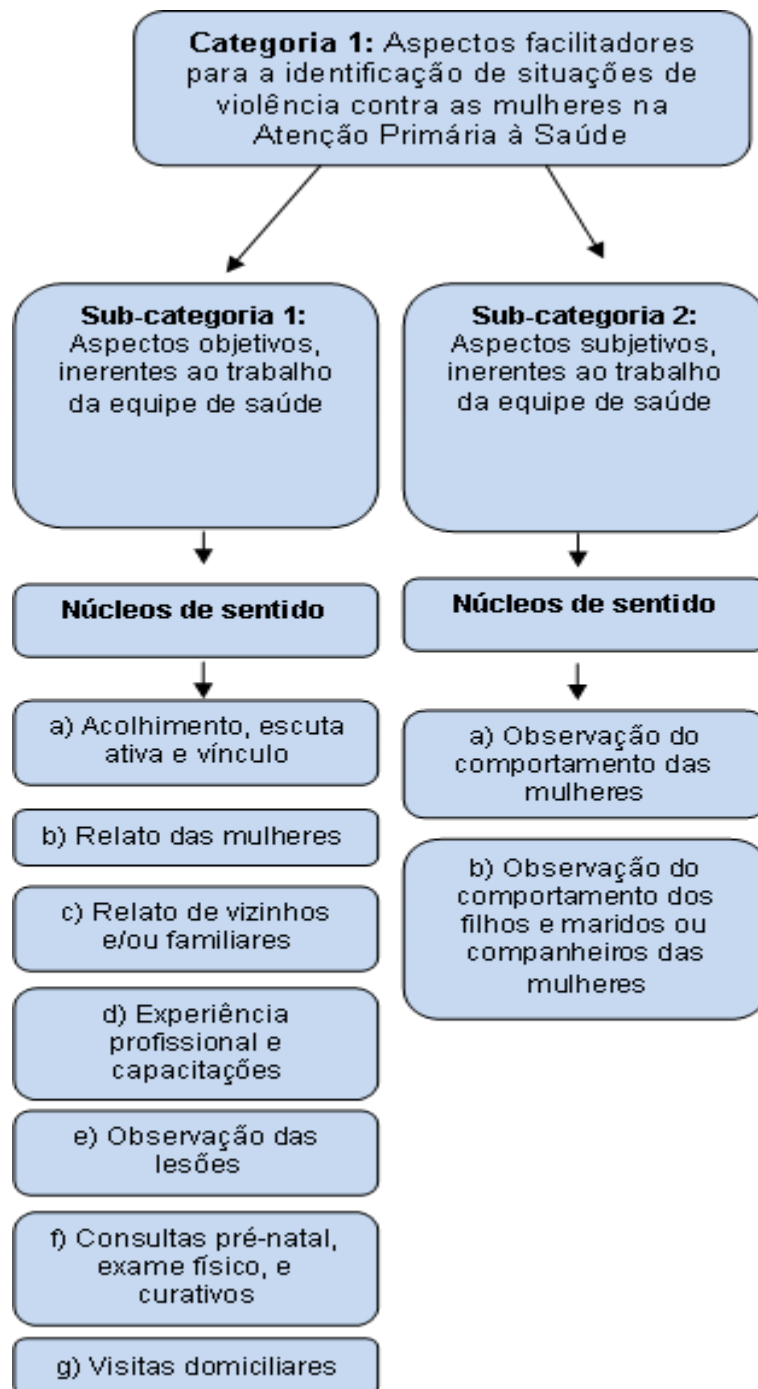 Categoria 1: Aspectos facilitadores
para a identificação de situações de
violência contra as mulheres na
Atenção Primária à Saúde
Sub-categoria 1:
Aspectos objetivos,
inerentes ao trabalho
da equipe de saúde
Sub-categoria 2:
Aspectos subjetivos,
inerentes ao trabalho
da equipe de saúde
Núcleos de sentido
Núcleos de sentido
a) Acolhimento, escuta
ativa e vínculo
b) Relato das mulheres
c) Relato de vizinhos
e/ou familiares
d) Experiência
profissional e
capacitações
e) Observação das
lesões
f) Consultas pré-natal,
exame físico, e
curativos
g) Visitas domiciliares
a) Observação do
comportamento das
mulheres
b) Observação do
comportamento dos
filhos e maridos ou
companheiros das
mulheres